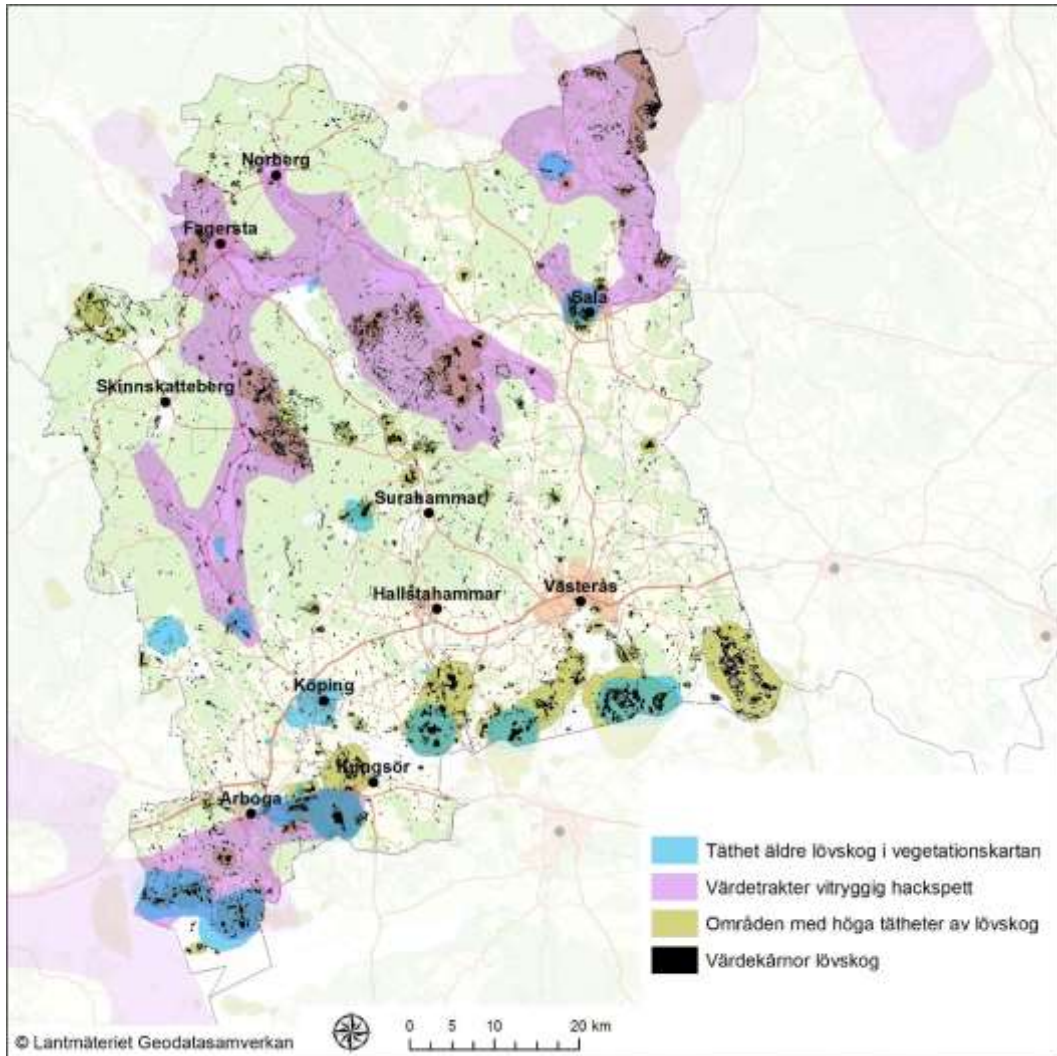 Norberg
Fagersta
Sala
Skinnskatteberg
Surahammar
Hallstahammar
Västerås
Köping
Kungsör
Arboga
Täthet äldre lövskog i vegetationskartan
Värdetrakter vitryggig hackspett
Områden med höga tätheter av lövskog
Värdekärnor lövskog
0 5 10 20 km
© Lantmäteriet Geodatasamverkan